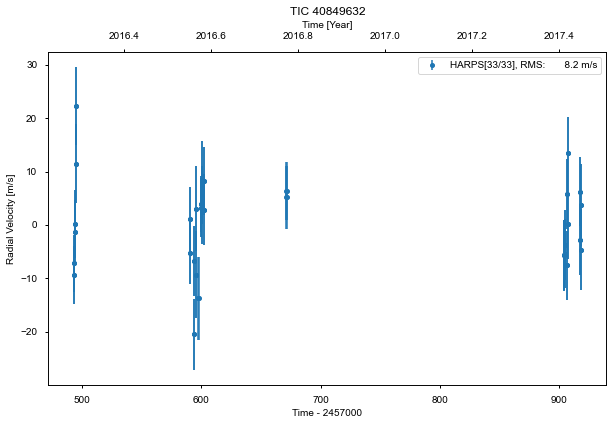 TIC 40849632
Time [Year]
2016.4 2016.6 2016.8 2017.0 2017.2 2017.4
HARPS[33/33], RMS: 8.2 m/s
30
20
10
0
−10
−20
Radial Velocity [m/s]
500 600 700 800 900
Time - 2457000